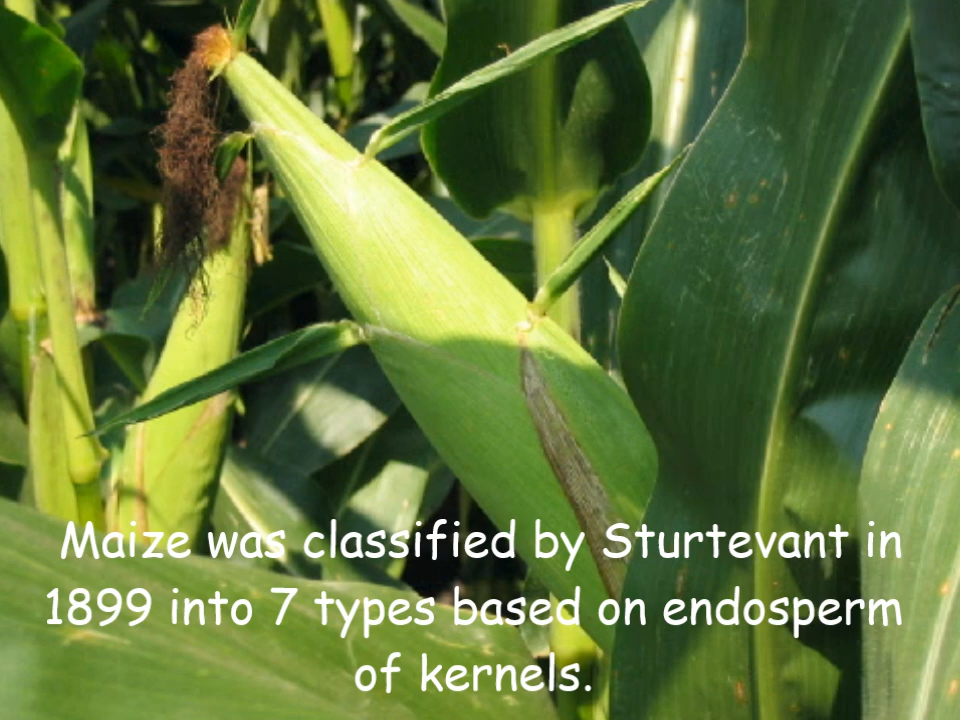 Maize was classified by Sturtevant in
1899 into 7 types based on endosperm
of kernels.